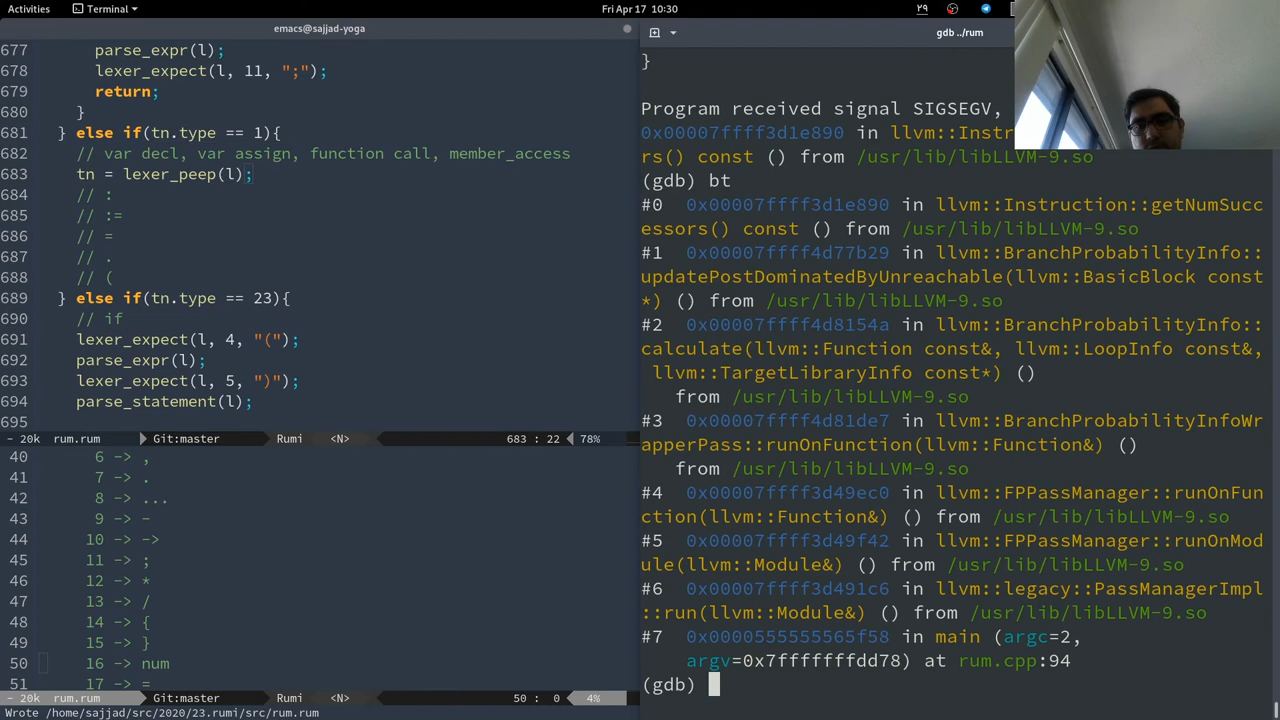 Activities
Terminal
Fri Apr 17 10:30
۲۹
emacs@sajjad-yoga
677 parse_expr(l);
678 lexer_expect(l, 11, ";");
679 return;
680 }
681 } else if(tn.type == 1){
682 // var decl, var assign, function call, member_access
683 tn = lexer_peep(l);
684 // :
685 // :=
686 // =
687 // .
688 // (
689 } else if(tn.type == 23){
690 // if
691 lexer_expect(l, 4, "(");
692 parse_expr(l);
693 lexer_expect(l, 5, ")");
694 parse_statement(l);
695
- 20k rum.rum Git:master Rumi <N> 683 : 22 78%
40 6 -> ,
41 7 -> .
42 8 -> ...
43 9 -> -
44 10 -> ->
45 11 -> ;
46 12 -> *
47 13 -> /
48 14 -> {
49 15 -> }
50 16 -> num
51 17 -> =
- 20k rum.rum Git:master Rumi <N> 50 : 0 4%
Wrote /home/sajjad/src/2020/23.rumi/src/rum.rum
gdb ../rum
}
Program received signal SIGSEGV,
0x00007ffff3d1e890 in llvm::Inst
rs() const () from /usr/lib/libLLVM-9.so
(gdb) bt
#0 0x00007ffff3d1e890 in llvm::Instruction::getNumSucc
essors() const () from /usr/lib/libLLVM-9.so
#1 0x00007ffff4d77b29 in llvm::BranchProbabilityInfo::
updatePostDominatedByUnreachable(llvm::BasicBlock const
*) () from /usr/lib/libLLVM-9.so
#2 0x00007ffff4d8154a in llvm::BranchProbabilityInfo::
calculate(llvm::Function const&, llvm::LoopInfo const&,
llvm::TargetLibraryInfo const*) ()
from /usr/lib/libLLVM-9.so
#3 0x00007ffff4d81de7 in llvm::BranchProbabilityInfoWr
apperPass::runOnFunction(llvm::Function&) ()
from /usr/lib/libLLVM-9.so
#4 0x00007ffff3d49ec0 in llvm::FPPassManager::runOnFun
ction(llvm::Function&) () from /usr/lib/libLLVM-9.so
#5 0x00007ffff3d49f42 in llvm::FPPassManager::runOnMod
ule(llvm::Module&) () from /usr/lib/libLLVM-9.so
#6 0x00007ffff3d491c6 in llvm::legacy::PassManagerImpl
::run(llvm::Module&) () from /usr/lib/libLLVM-9.so
#7 0x0000555555565f58 in main (argc=2,
argv=0x7fffffffdd78) at rum.cpp:94
(gdb)